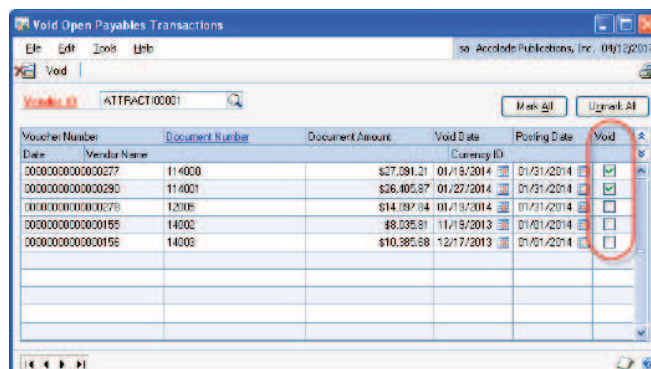 Void Open Payables Transactions
File Edit Tools Help sa Accolade Publications, Inc. 04/12/2017
Void
Vendor ID ATTRACTI00001 Mark All Unmark All
Voucher Number Document Number Document Amount Void Date Posting Date Void
Date Vendor Name Currency ID
00000000000000277 114000 $27,091.21 01/19/2014 01/31/2014
00000000000000290 114001 $26,405.87 01/27/2014 01/31/2014
00000000000000278 12005 $14,097.84 01/19/2014 01/31/2014
00000000000000155 14002 $8,035.81 11/19/2013 01/01/2014
00000000000000156 14003 $10,385.68 12/17/2013 01/01/2014